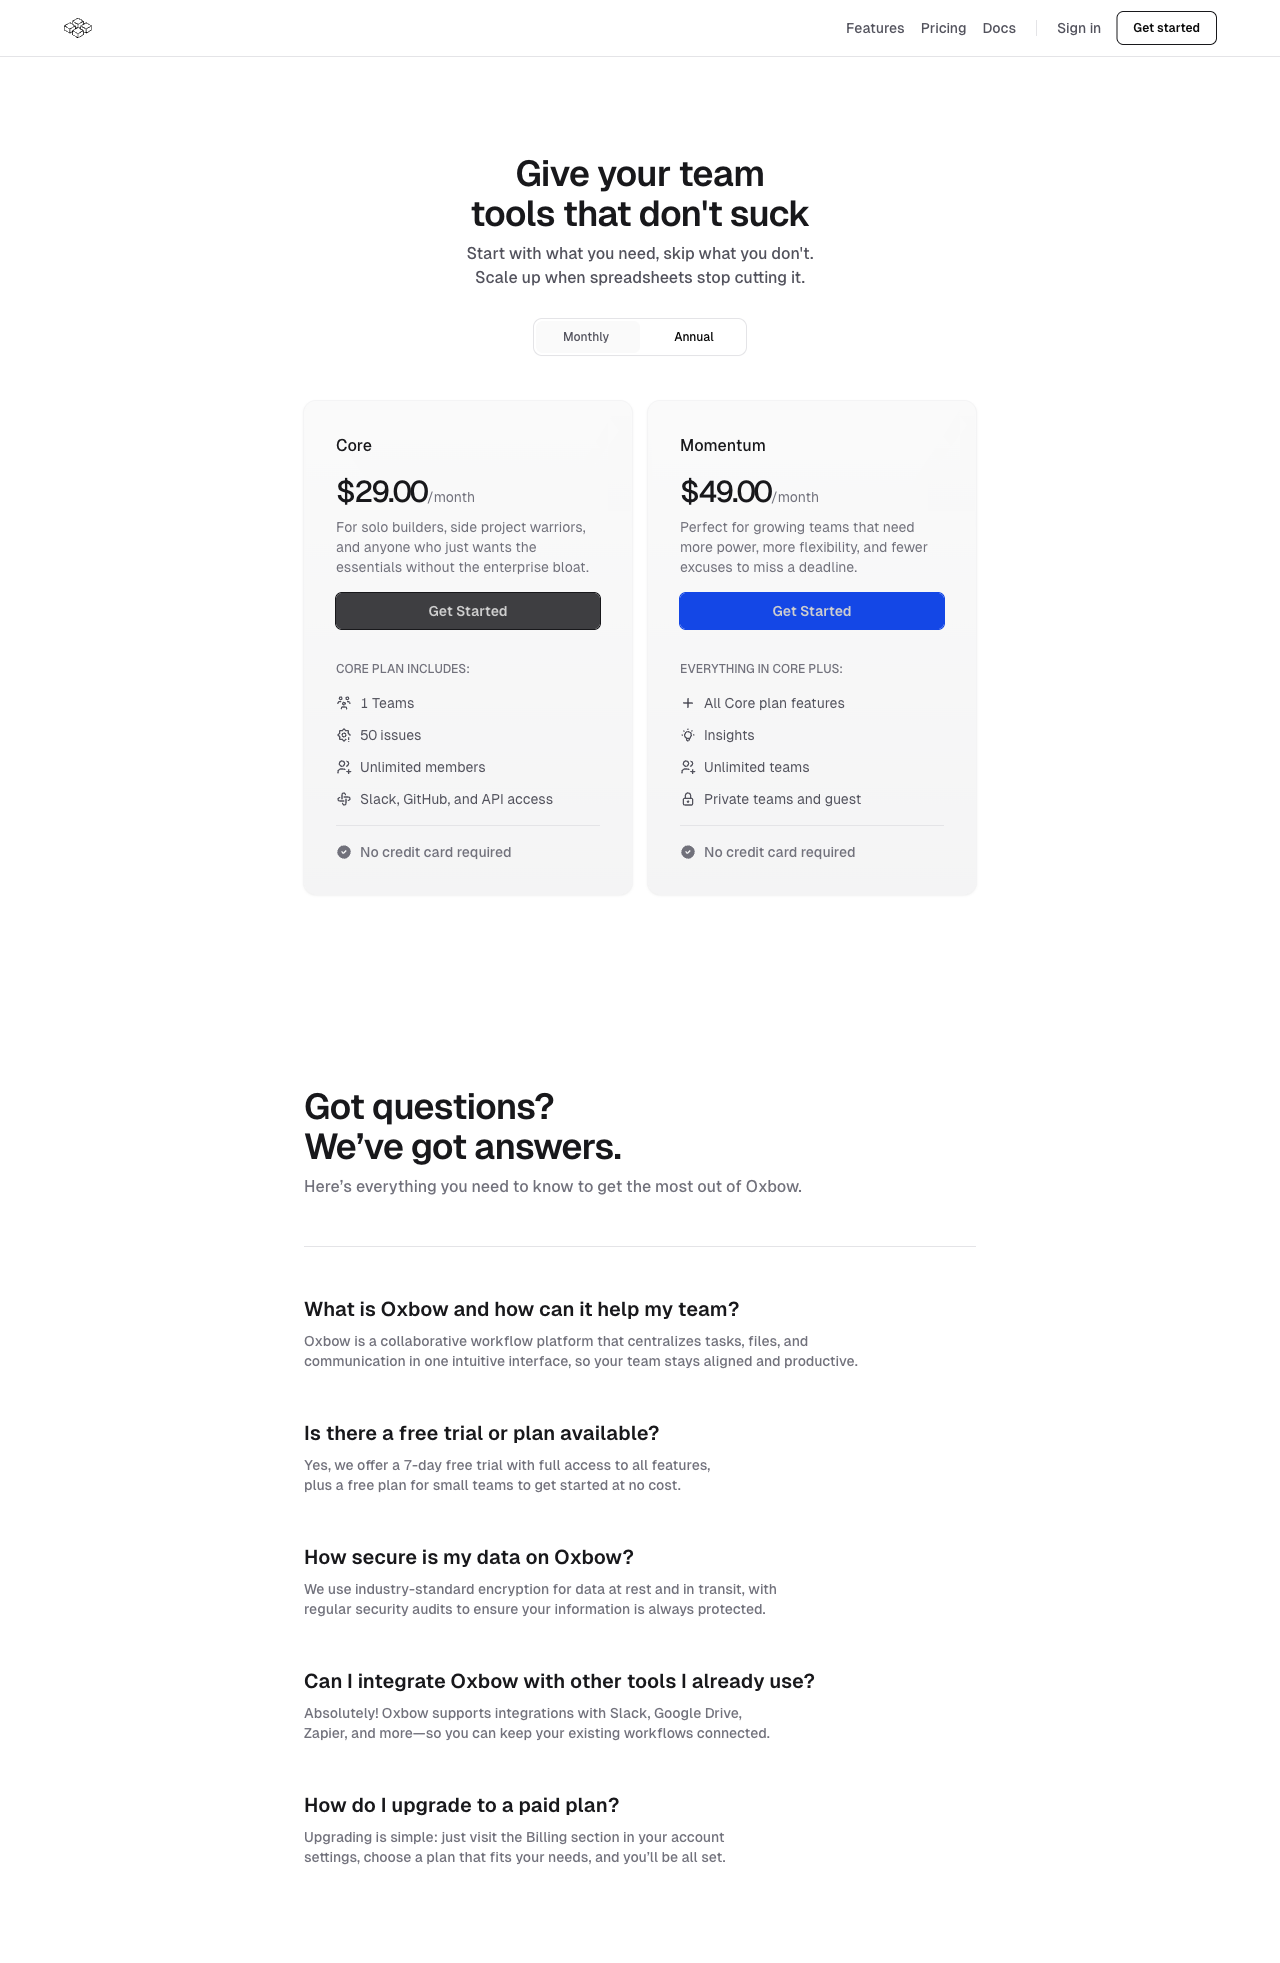 Features Pricing Docs Sign in Get started
Give your team
tools that don't suck
Start with what you need, skip what you don't.
Scale up when spreadsheets stop cutting it.
Monthly Annual
Core
$29.00/month
For solo builders, side project warriors,
and anyone who just wants the
essentials without the enterprise bloat.
Get Started
CORE PLAN INCLUDES:
1 Teams
50 issues
Unlimited members
Slack, GitHub, and API access
No credit card required
Momentum
$49.00/month
Perfect for growing teams that need
more power, more flexibility, and fewer
excuses to miss a deadline.
Get Started
EVERYTHING IN CORE PLUS:
All Core plan features
Insights
Unlimited teams
Private teams and guest
No credit card required
Got questions?
We’ve got answers.
Here’s everything you need to know to get the most out of Oxbow.
What is Oxbow and how can it help my team?
Oxbow is a collaborative workflow platform that centralizes tasks, files, and
communication in one intuitive interface, so your team stays aligned and productive.
Is there a free trial or plan available?
Yes, we offer a 7-day free trial with full access to all features,
plus a free plan for small teams to get started at no cost.
How secure is my data on Oxbow?
We use industry-standard encryption for data at rest and in transit, with
regular security audits to ensure your information is always protected.
Can I integrate Oxbow with other tools I already use?
Absolutely! Oxbow supports integrations with Slack, Google Drive,
Zapier, and more—so you can keep your existing workflows connected.
How do I upgrade to a paid plan?
Upgrading is simple: just visit the Billing section in your account
settings, choose a plan that fits your needs, and you’ll be all set.